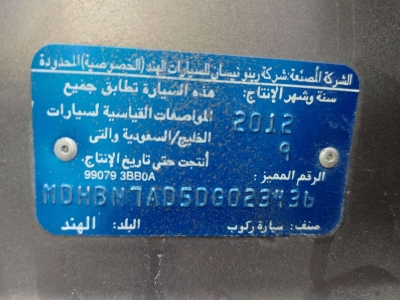 الشركة المصنعة: شركة رينو نيسان للسيارات الهند (الخصوصية) المحدودة
سنة وشهر الإنتاج: هذه السيارة تطابق جميع
2012 المواصفات القياسية لسيارات
الخليج/السعودية والتى
9 أنتجت حتى تاريخ الإنتاج.
الرقم المميز: 99079 3BB0A
MDHBN7AD5DG023436
صنف: سيارة ركوب البلد: الهند